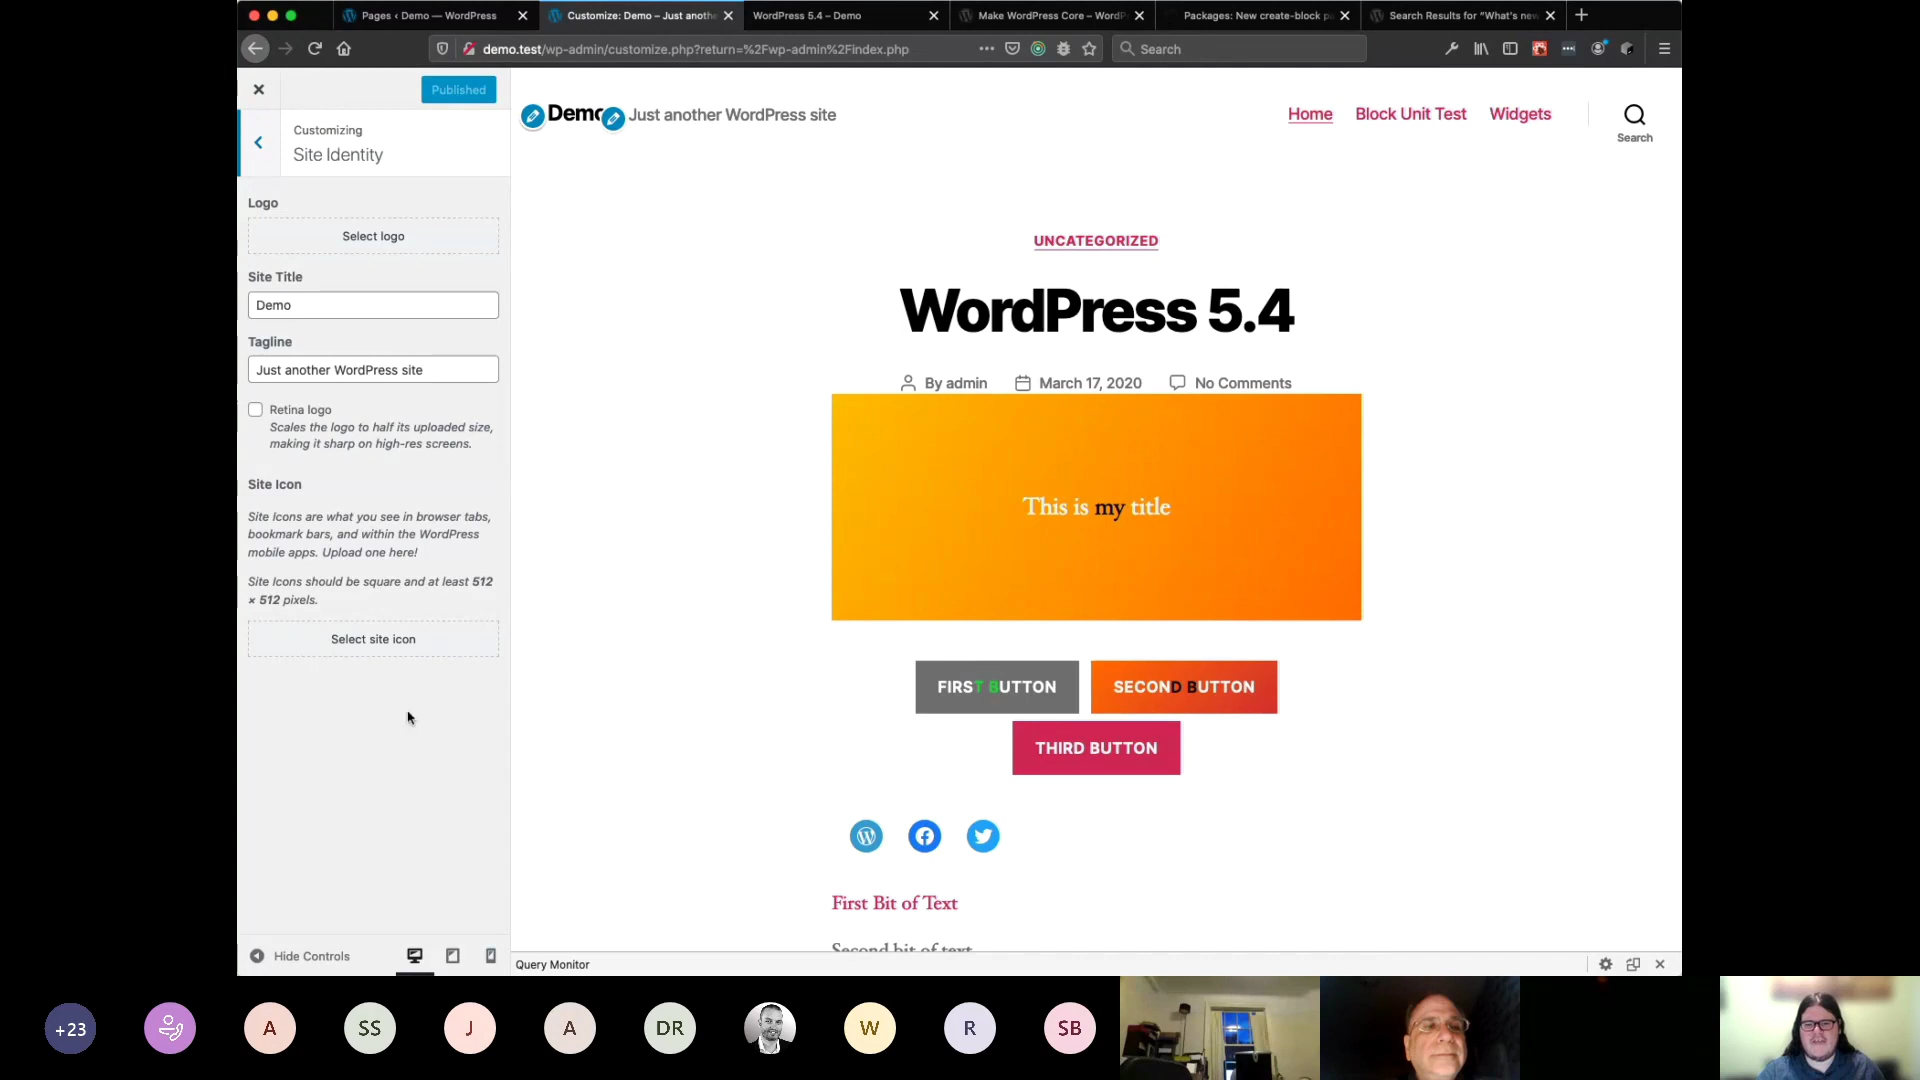 Pages ‹ Demo — WordPress
Customize: Demo – Just anothe
WordPress 5.4 – Demo
Make WordPress Core – WordP
Packages: New create-block pa
Search Results for "What's new
demo.test/wp-admin/customize.php?return=%2Fwp-admin%2Findex.php
Search
Published
Customizing
Site Identity
Logo
Select logo
Site Title
Demo
Tagline
Just another WordPress site
Retina logo
Scales the logo to half its uploaded size,
making it sharp on high-res screens.
Site Icon
Site Icons are what you see in browser tabs,
bookmark bars, and within the WordPress
mobile apps. Upload one here!
Site Icons should be square and at least 512
× 512 pixels.
Select site icon
Hide Controls
Demo
Just another WordPress site
Home
Block Unit Test
Widgets
Search
UNCATEGORIZED
WordPress 5.4
By admin
March 17, 2020
No Comments
This is my title
FIRST BUTTON
SECOND BUTTON
THIRD BUTTON
First Bit of Text
Second bit of text
Query Monitor
+23
A
SS
J
A
DR
W
R
SB